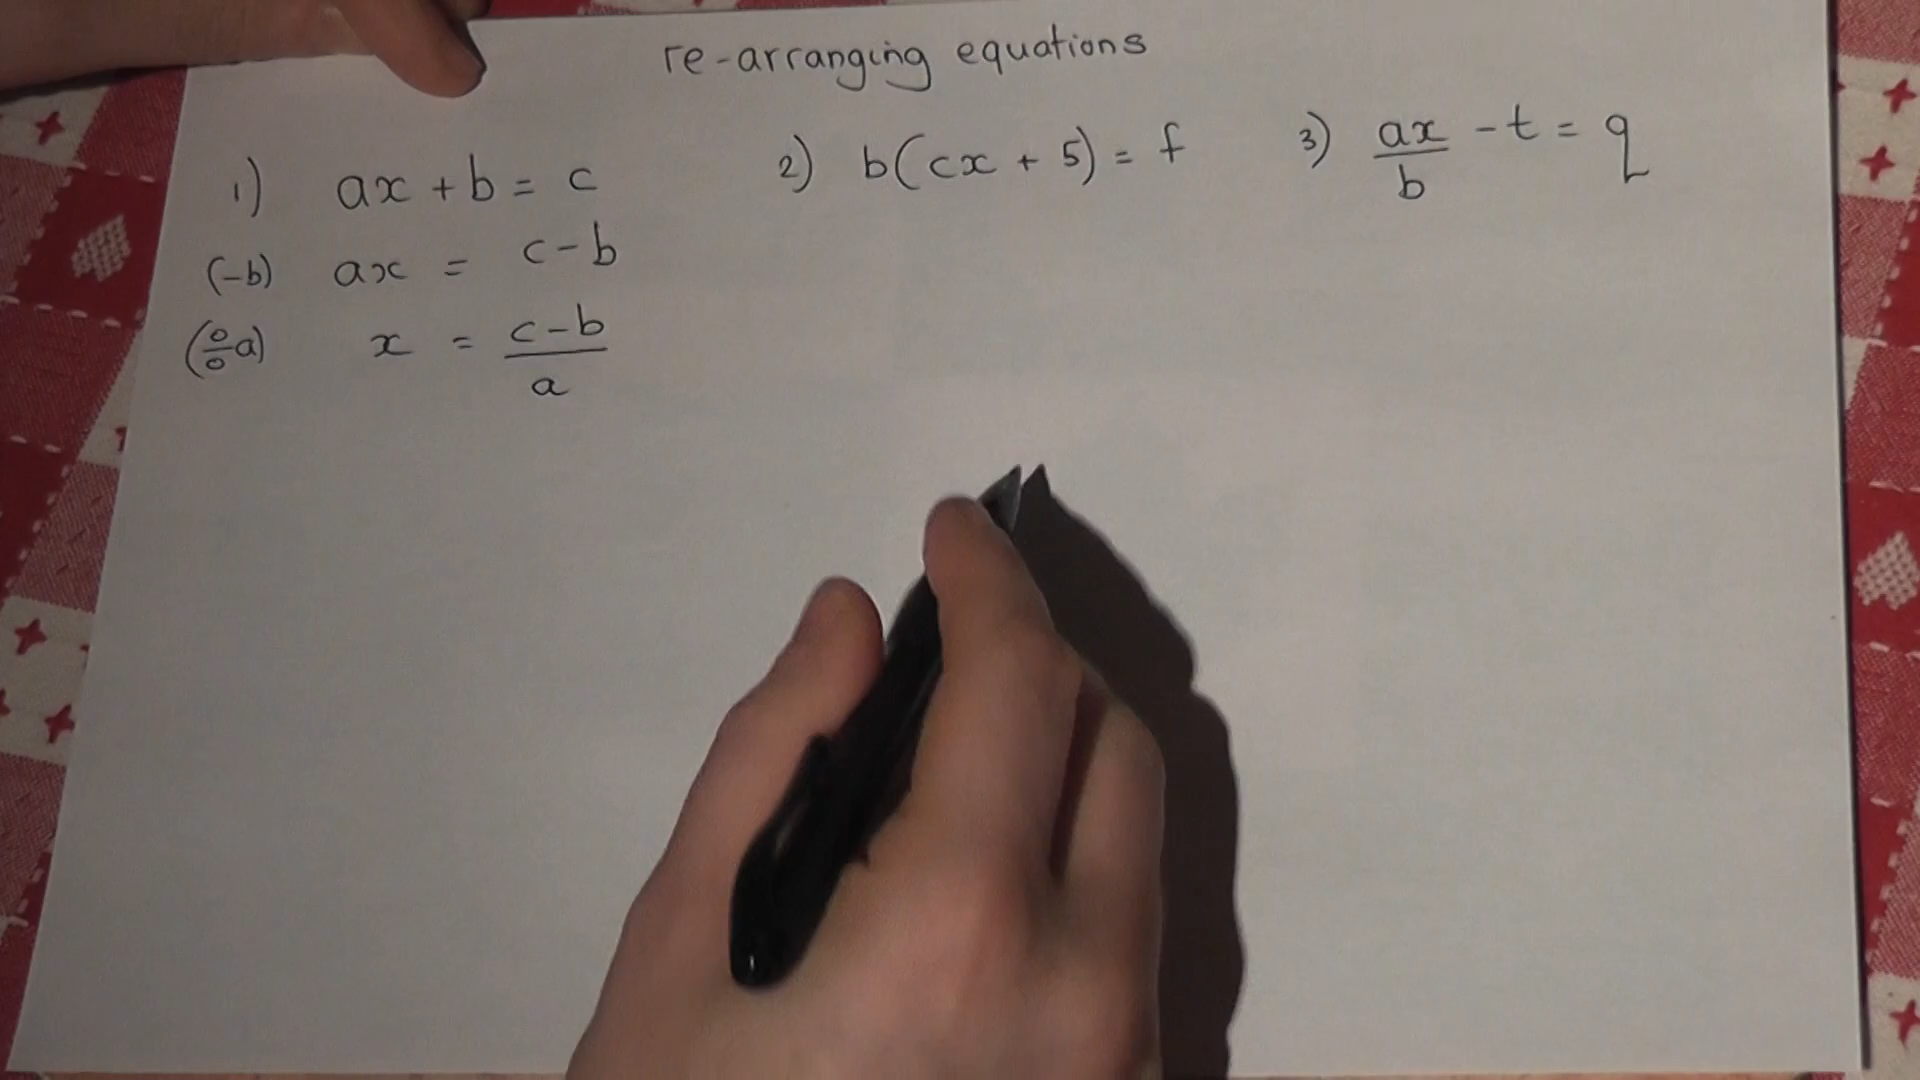 re-arranging equations
1) ax + b = c
(-b) ax = c - b
(÷a) x = c - b / a
2) b(cx + 5) = f
3) ax / b - t = q